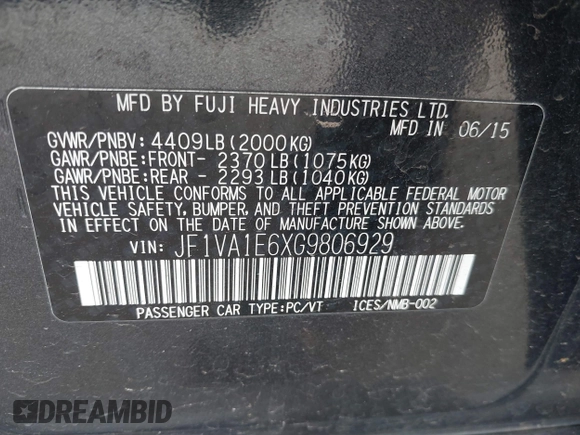 MFD BY FUJI HEAVY INDUSTRIES LTD.
MFD IN 06/15
GVWR/PNBV: 4409LB(2000KG)
GAWR/PNBE:FRONT- 2370LB(1075KG)
GAWR/PNBE:REAR - 2293LB(1040KG)
THIS VEHICLE CONFORMS TO ALL APPLICABLE FEDERAL MOTOR
VEHICLE SAFETY, BUMPER, AND THEFT PREVENTION STANDARDS
IN EFFECT ON THE DATE OF MANUFACTURE SHOWN ABOVE.
VIN: JF1VA1E6XG9806929
PASSENGER CAR TYPE:PC/VT ICES/NMB-002
DREAMBID